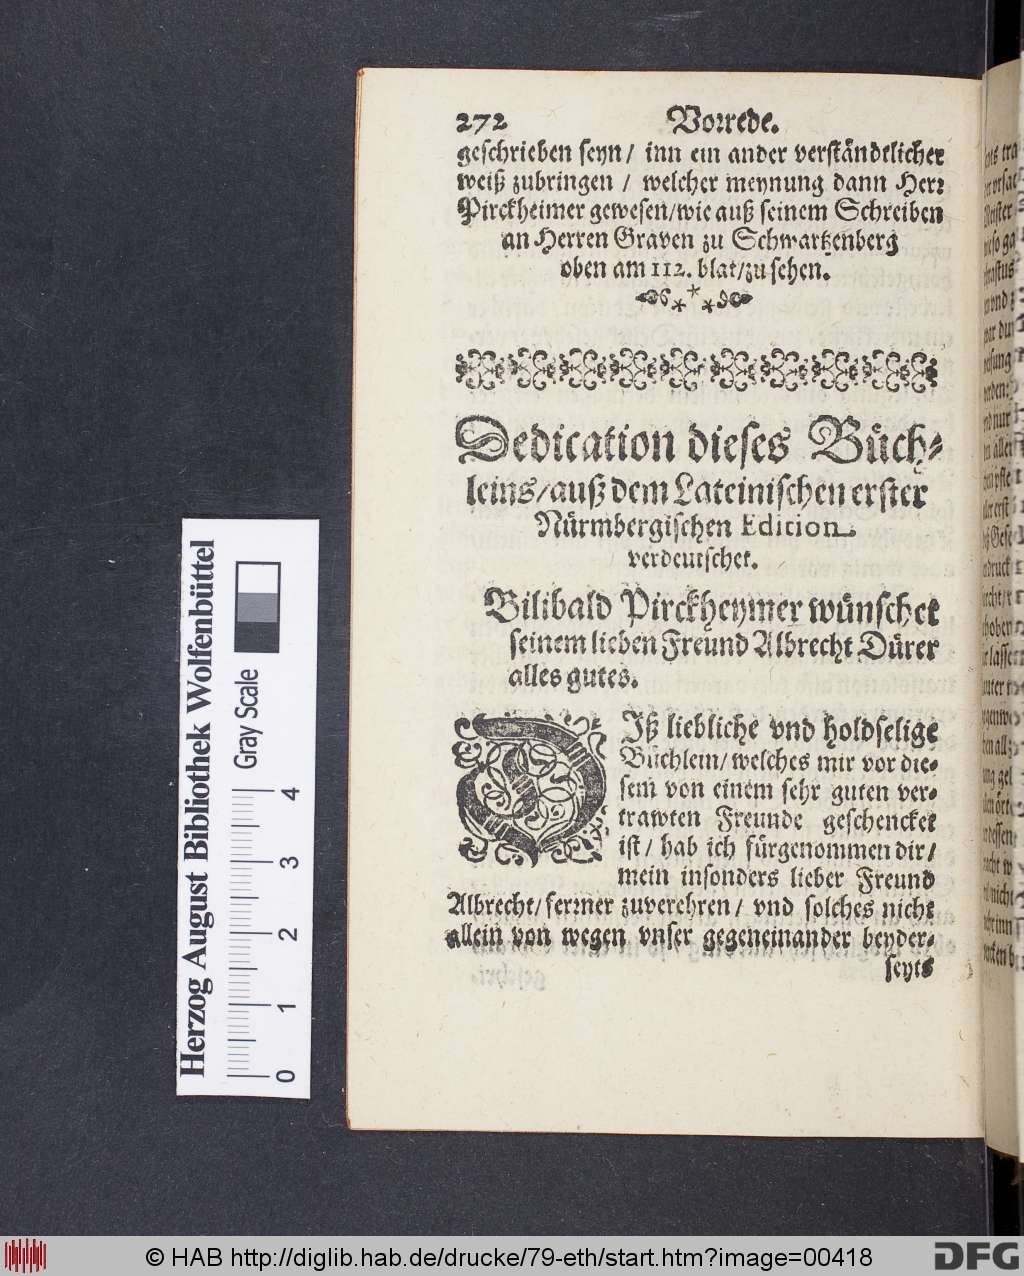 272 Vorrede.
geschrieben seyn/ inn ein ander verständtlicher
weiß zubringen / welcher meynung dann Herr
Pirckheimer gewesen/wie auß seinem Schreiben
an Herren Graven zu Schwartzenberg
oben am 112. blat/zu sehen.
Dedication dieses Büch-
leins/auß dem Lateinischen erster
Nürmbergischen Edition
verdeutschet.
Bilibald Pirckheymer wünschet
seinem lieben Freund Albrecht Dürer
alles gutes.
DIß liebliche vnd holdselige
Büchlein/welches mir vor die-
sem von einem sehr guten ver-
trawten Freunde geschencket
ist/ hab ich fürgenommen dir/
mein insonders lieber Freund
Albrecht/ferrner zuverehren/ vnd solches nicht
allein von wegen vnser gegeneinander beyder-
seyts
Herzog August Bibliothek Wolfenbüttel
Gray Scale
0 1 2 3 4
© HAB http://diglib.hab.de/drucke/79-eth/start.htm?image=00418
DFG